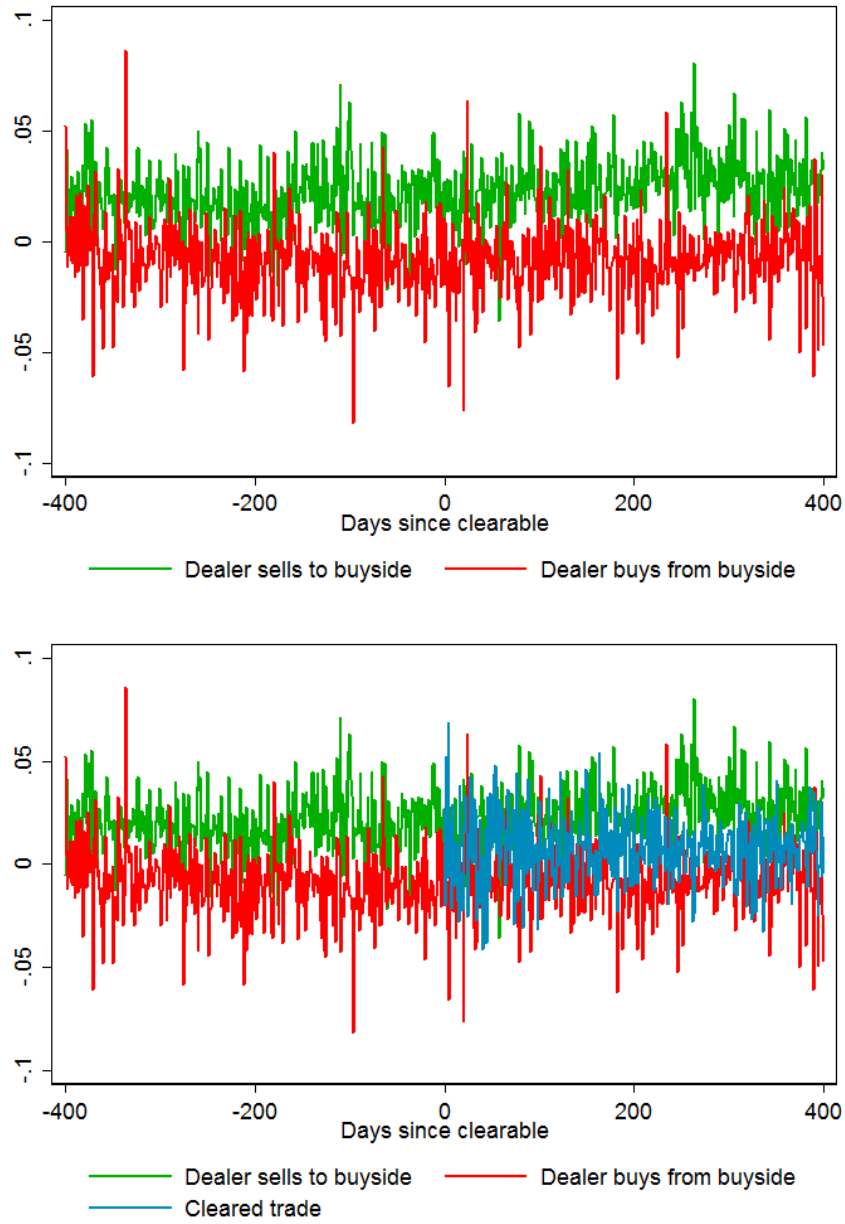 .1
.05
0
-.05
-.1
-400 -200 0 200 400
Days since clearable
Dealer sells to buyside Dealer buys from buyside
.1
.05
0
-.05
-.1
-400 -200 0 200 400
Days since clearable
Dealer sells to buyside Dealer buys from buyside
Cleared trade